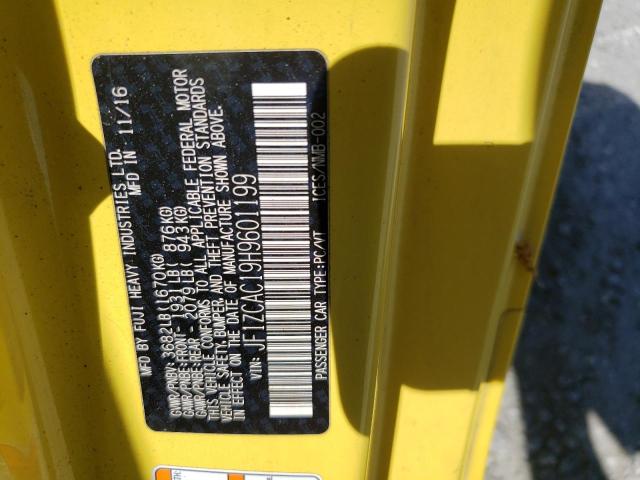 MFD BY FUJI HEAVY INDUSTRIES LTD.
MFD IN 11/16
GVWR/PNBV: 3682LB(1670KG)
GAWR/PNBE:FRONT- 1931LB( 876KG)
GAWR/PNBE:REAR - 2079LB( 943KG)
THIS VEHICLE CONFORMS TO ALL APPLICABLE FEDERAL MOTOR
VEHICLE SAFETY,BUMPER,AND THEFT PREVENTION STANDARDS
IN EFFECT ON THE DATE OF MANUFACTURE SHOWN ABOVE.
VIN: JF1ZCAC19H9601199
PASSENGER CAR TYPE:PC/VT ICES/NMB-002